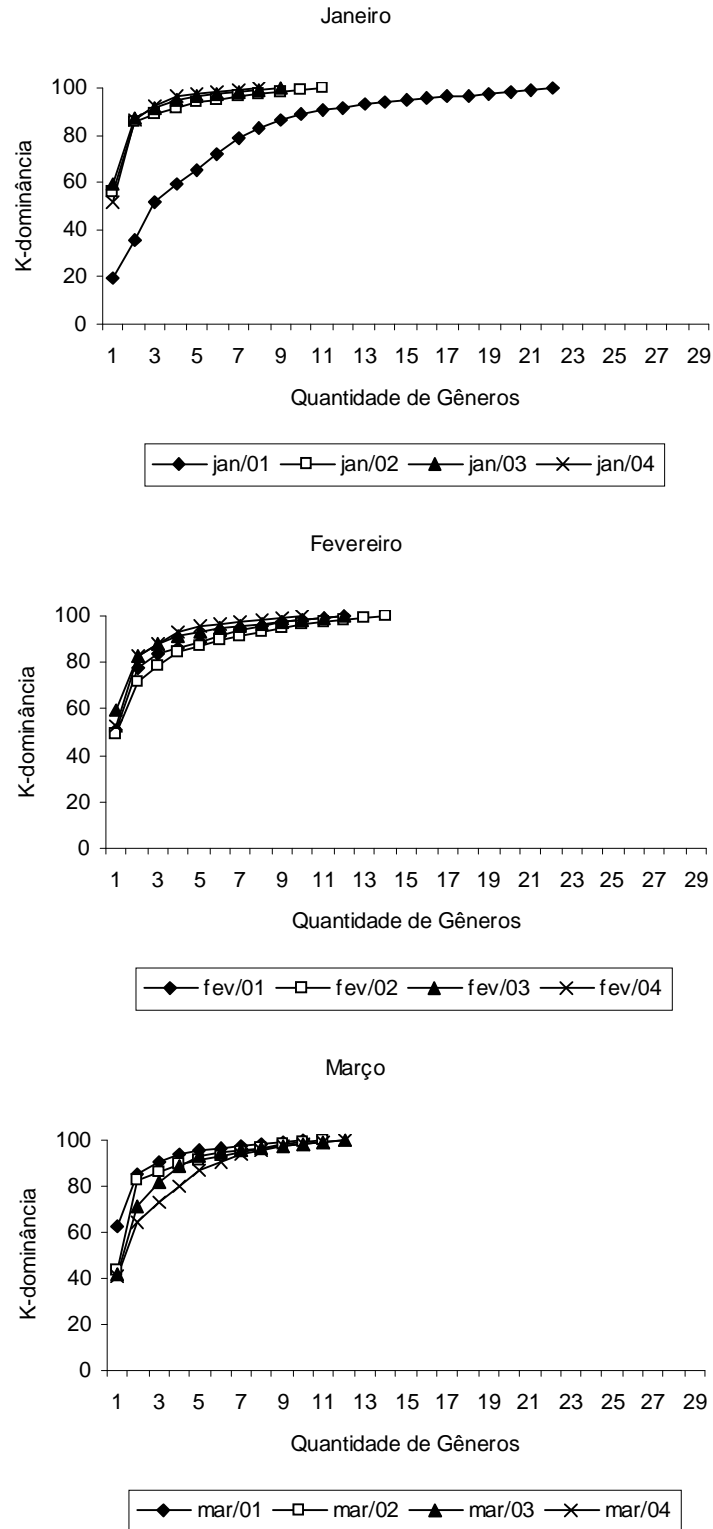 Janeiro
100
80
60
40
20
0
K-dominância
1 3 5 7 9 11 13 15 17 19 21 23 25 27 29
Quantidade de Gêneros
jan/01 jan/02 jan/03 jan/04
Fevereiro
100
80
60
40
20
0
K-dominância
1 3 5 7 9 11 13 15 17 19 21 23 25 27 29
Quantidade de Gêneros
fev/01 fev/02 fev/03 fev/04
Março
100
80
60
40
20
0
K-dominância
1 3 5 7 9 11 13 15 17 19 21 23 25 27 29
Quantidade de Gêneros
mar/01 mar/02 mar/03 mar/04